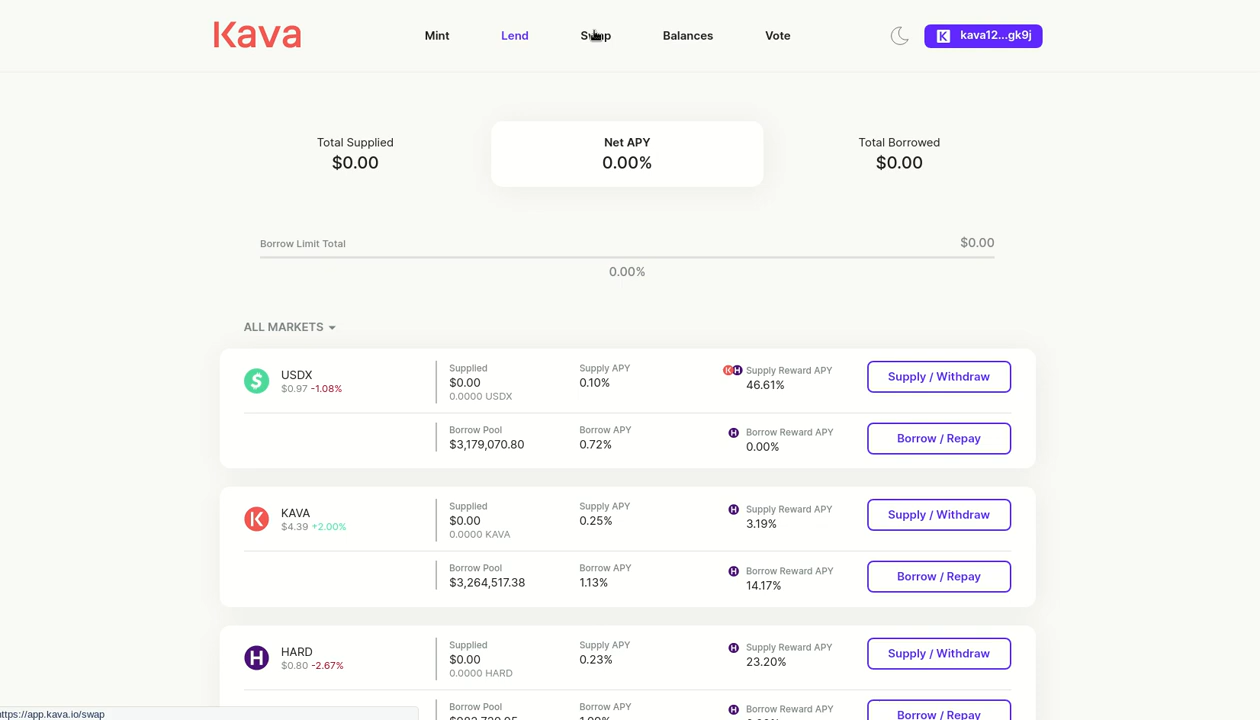 Kava
Mint
Lend
Swap
Balances
Vote
kava12...gk9j
Total Supplied
$0.00
Net APY
0.00%
Total Borrowed
$0.00
Borrow Limit Total
$0.00
0.00%
ALL MARKETS
USDX
$0.97 -1.08%
Supplied
$0.00
0.0000 USDX
Supply APY
0.10%
Supply Reward APY
46.61%
Supply / Withdraw
Borrow Pool
$3,179,070.80
Borrow APY
0.72%
Borrow Reward APY
0.00%
Borrow / Repay
KAVA
$4.39 +2.00%
Supplied
$0.00
0.0000 KAVA
Supply APY
0.25%
Supply Reward APY
3.19%
Supply / Withdraw
Borrow Pool
$3,264,517.38
Borrow APY
1.13%
Borrow Reward APY
14.17%
Borrow / Repay
HARD
$0.80 -2.67%
Supplied
$0.00
0.0000 HARD
Supply APY
0.23%
Supply Reward APY
23.20%
Supply / Withdraw
Borrow Pool
Borrow APY
Borrow Reward APY
Borrow / Repay
https://app.kava.io/swap